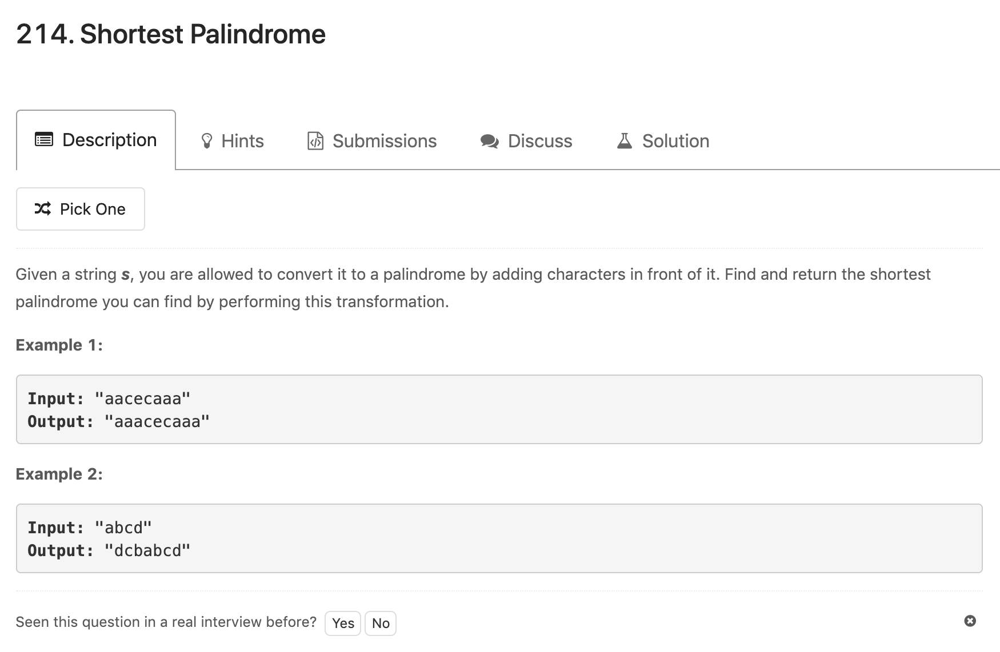 214. Shortest Palindrome
Description
Hints
Submissions
Discuss
Solution
Pick One
Given a string s, you are allowed to convert it to a palindrome by adding characters in front of it. Find and return the shortest
palindrome you can find by performing this transformation.
Example 1:
Input: "aacecaaa"
Output: "aaacecaaa"
Example 2:
Input: "abcd"
Output: "dcbabcd"
Seen this question in a real interview before? Yes No